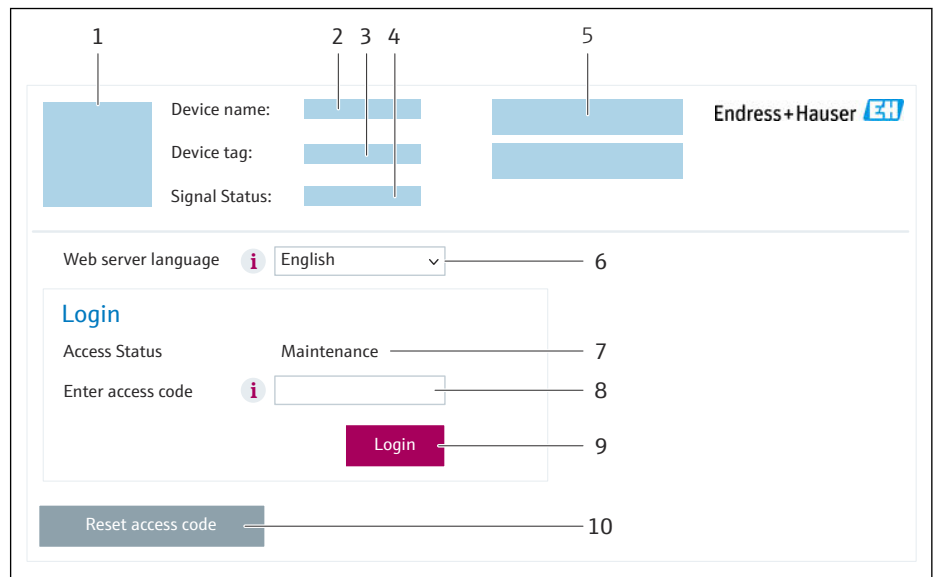 1 2 3 4 5
Device name:
Endress+Hauser EH
Device tag:
Signal Status:
Web server language i English 6
Login
Access Status Maintenance 7
Enter access code i 8
Login 9
Reset access code 10